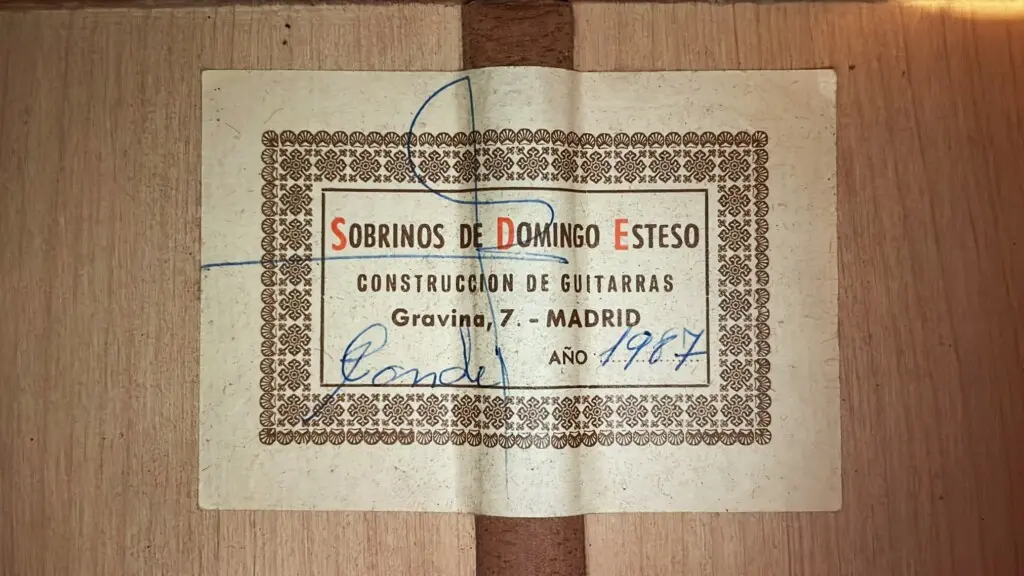 SOBRINOS DE DOMINGO ESTESO
CONSTRUCCION DE GUITARRAS
Gravina, 7. - MADRID
AÑO 1987
Conde